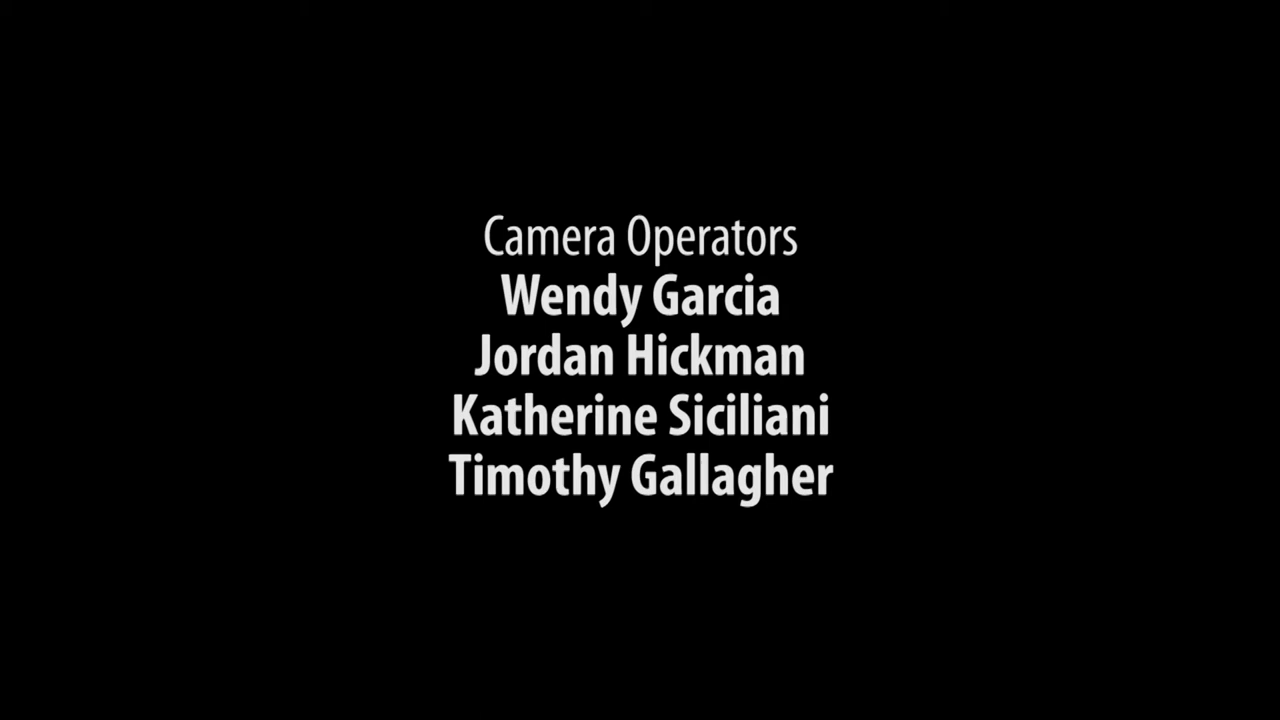 Camera Operators
Wendy Garcia
Jordan Hickman
Katherine Siciliani
Timothy Gallagher